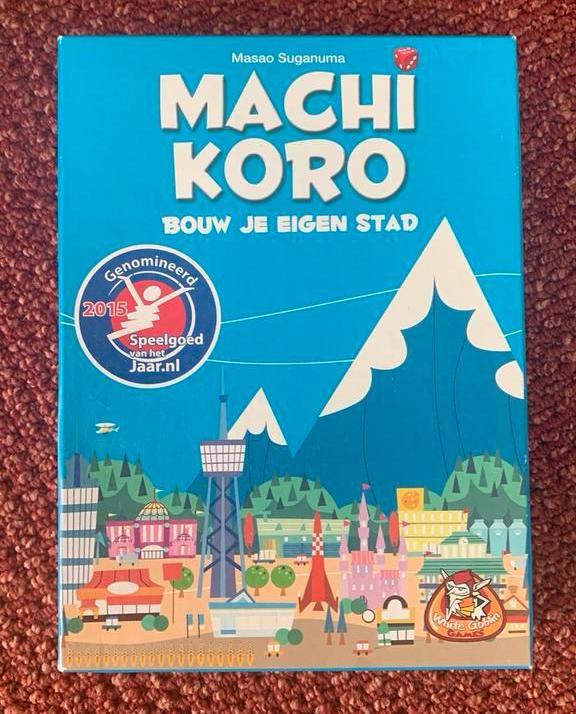 Masao Suganuma
MACHI
KORO
BOUW JE EIGEN STAD
Genomineerd
2015
Speelgoed
van het
Jaar.nl
White Goblin
GAMES